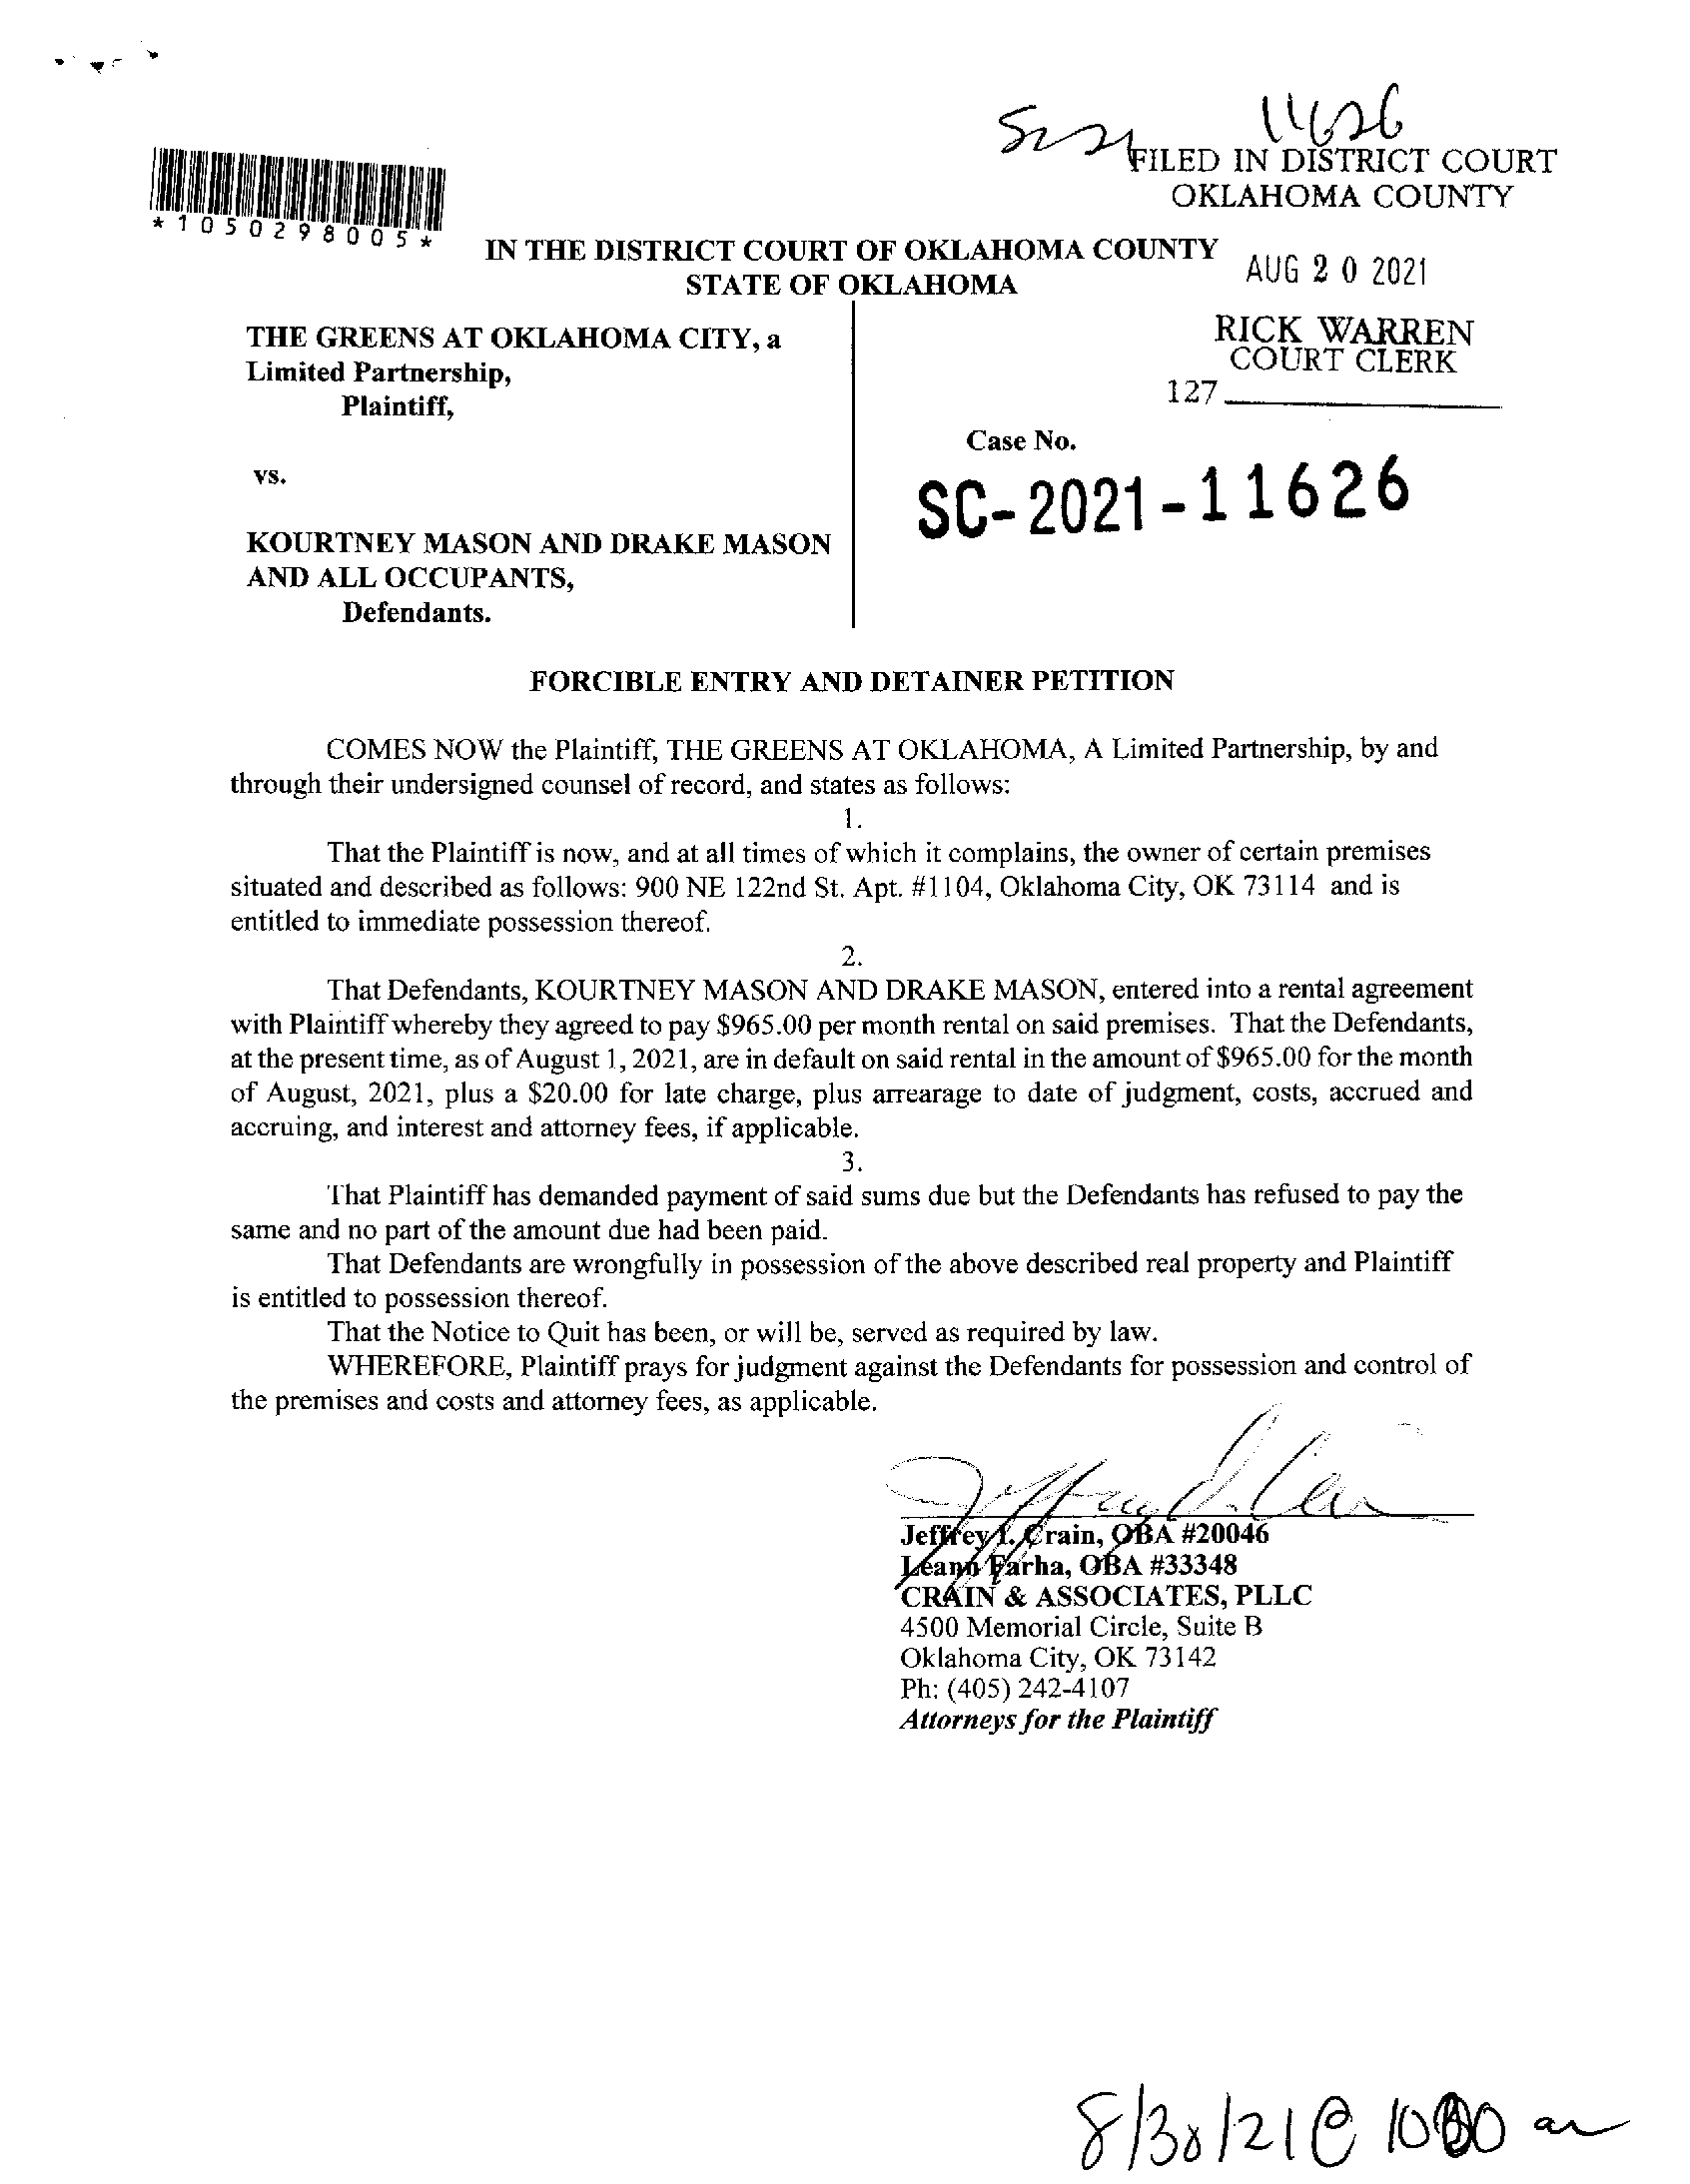 SC 21 11626
FILED IN DISTRICT COURT
OKLAHOMA COUNTY
*1050298005*
IN THE DISTRICT COURT OF OKLAHOMA COUNTY
STATE OF OKLAHOMA
AUG 20 2021
THE GREENS AT OKLAHOMA CITY, a
Limited Partnership,
Plaintiff,
RICK WARREN
COURT CLERK
127
Case No.
vs.
SC-2021-11626
KOURTNEY MASON AND DRAKE MASON
AND ALL OCCUPANTS,
Defendants.
FORCIBLE ENTRY AND DETAINER PETITION
COMES NOW the Plaintiff, THE GREENS AT OKLAHOMA, A Limited Partnership, by and
through their undersigned counsel of record, and states as follows:
1.
That the Plaintiff is now, and at all times of which it complains, the owner of certain premises
situated and described as follows: 900 NE 122nd St. Apt. #1104, Oklahoma City, OK 73114 and is
entitled to immediate possession thereof.
2.
That Defendants, KOURTNEY MASON AND DRAKE MASON, entered into a rental agreement
with Plaintiff whereby they agreed to pay $965.00 per month rental on said premises. That the Defendants,
at the present time, as of August 1, 2021, are in default on said rental in the amount of $965.00 for the month
of August, 2021, plus a $20.00 for late charge, plus arrearage to date of judgment, costs, accrued and
accruing, and interest and attorney fees, if applicable.
3.
That Plaintiff has demanded payment of said sums due but the Defendants has refused to pay the
same and no part of the amount due had been paid.
That Defendants are wrongfully in possession of the above described real property and Plaintiff
is entitled to possession thereof.
That the Notice to Quit has been, or will be, served as required by law.
WHEREFORE, Plaintiff prays for judgment against the Defendants for possession and control of
the premises and costs and attorney fees, as applicable.
Jeffrey I. Crain, OBA #20046
Leann Farha, OBA #33348
CRAIN & ASSOCIATES, PLLC
4500 Memorial Circle, Suite B
Oklahoma City, OK 73142
Ph: (405) 242-4107
Attorneys for the Plaintiff
8/30/21 @